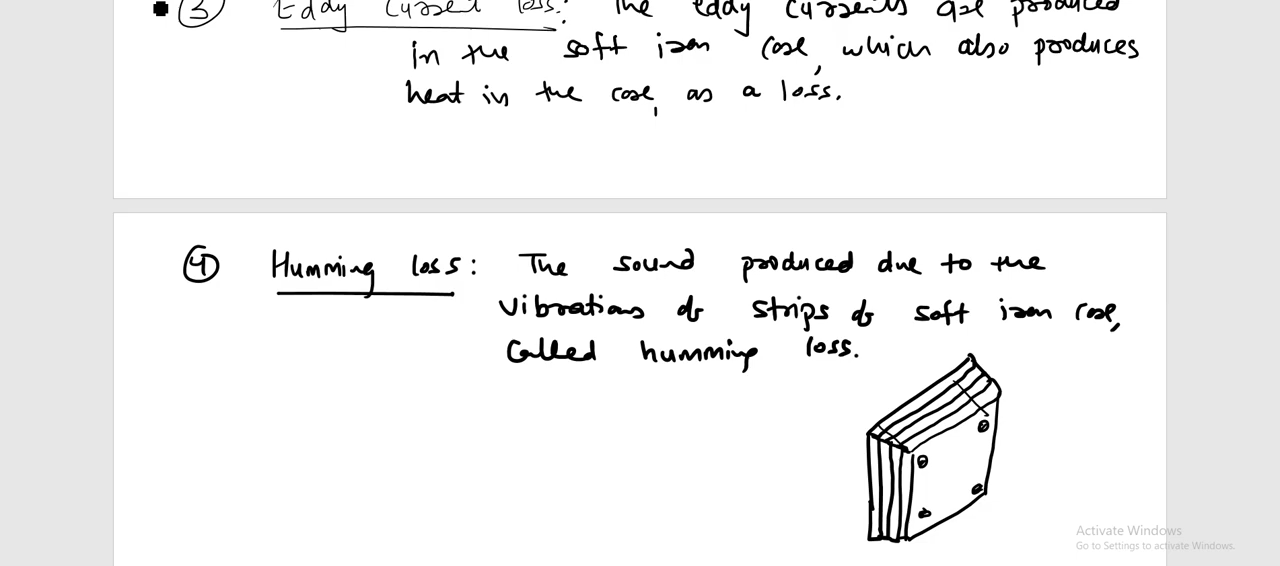 ③ Eddy Current loss: The eddy currents are produced
in the soft iron core, which also produces
heat in the core, as a loss.
④ Humming loss: The sound produced due to the
vibrations of strips of soft iron core,
Called humming loss.
Activate Windows
Go to Settings to activate Windows.